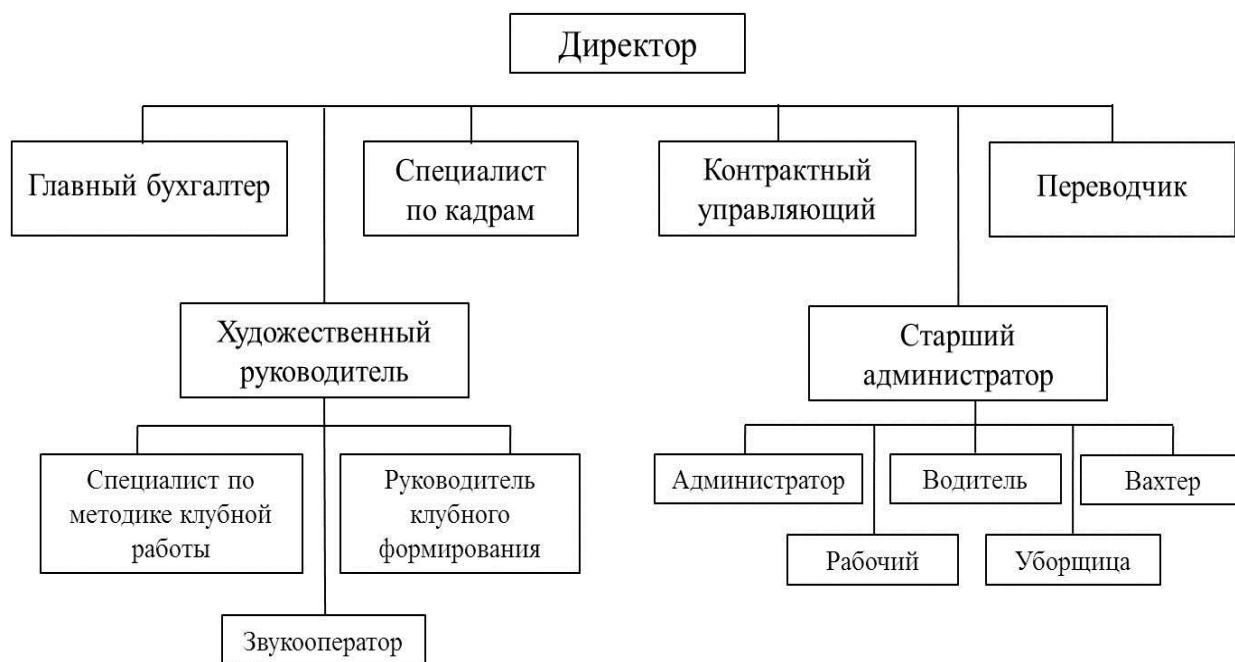 Директор
Главный бухгалтер
Специалист
по кадрам
Контрактный
управляющий
Переводчик
Художественный
руководитель
Старший
администратор
Специалист по
методике клубной
работы
Руководитель
клубного
формирования
Звукооператор
Администратор
Водитель
Вахтер
Рабочий
Уборщица